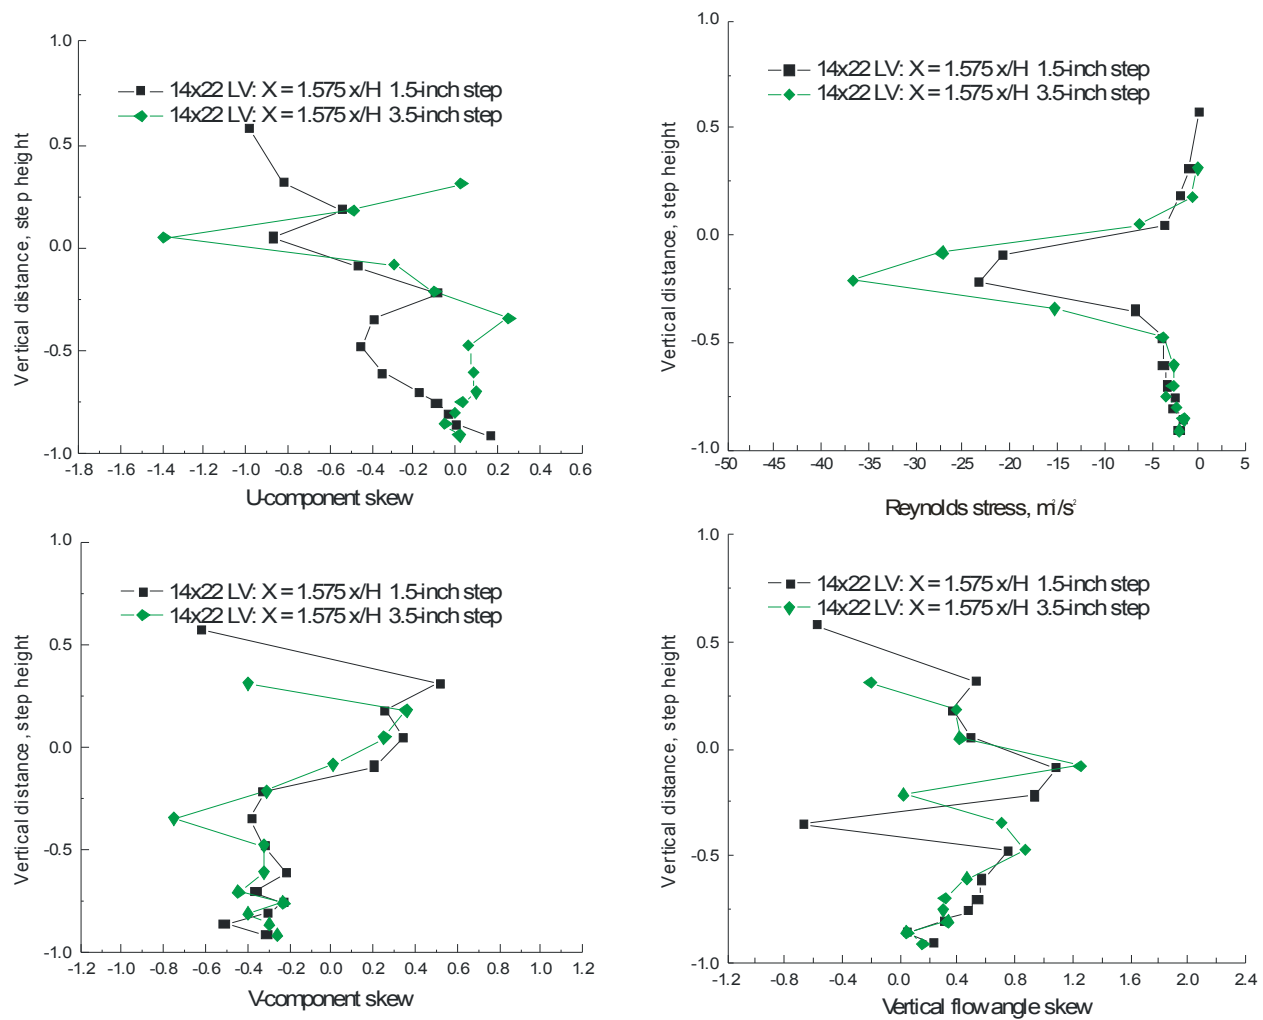 1.0
14x22 LV: X = 1.575 x/H 1.5-inch step
14x22 LV: X = 1.575 x/H 3.5-inch step
0.5
0.0
-0.5
-1.0
Vertical distance, step height
-1.8 -1.6 -1.4 -1.2 -1.0 -0.8 -0.6 -0.4 -0.2 0.0 0.2 0.4 0.6
U-component skew
1.0
14x22 LV: X = 1.575 x/H 1.5-inch step
14x22 LV: X = 1.575 x/H 3.5-inch step
0.5
0.0
-0.5
-1.0
Vertical distance, step height
-50 -45 -40 -35 -30 -25 -20 -15 -10 -5 0 5
Reynolds stress, m²/s²
1.0
14x22 LV: X = 1.575 x/H 1.5-inch step
14x22 LV: X = 1.575 x/H 3.5-inch step
0.5
0.0
-0.5
-1.0
Vertical distance, step height
-1.2 -1.0 -0.8 -0.6 -0.4 -0.2 0.0 0.2 0.4 0.6 0.8 1.0 1.2
V-component skew
1.0
14x22 LV: X = 1.575 x/H 1.5-inch step
14x22 LV: X = 1.575 x/H 3.5-inch step
0.5
0.0
-0.5
-1.0
Vertical distance, step height
-1.2 -0.8 -0.4 0.0 0.4 0.8 1.2 1.6 2.0 2.4
Vertical flow angle skew